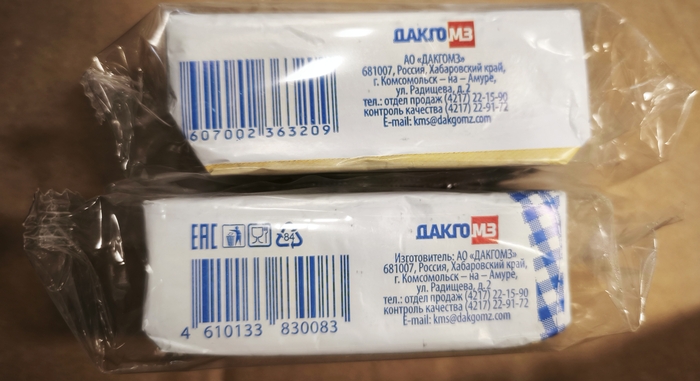 ДАКГОМЗ
АО «ДАКГОМЗ»
681007, Россия. Хабаровский край,
г. Комсомольск – на – Амуре,
ул. Радищева, д.2
тел.: отдел продаж (4217) 22-15-90
контроль качества (4217) 22-91-72
E-mail: kms@dakgomz.com
607002 363209
ДАКГОМЗ
Изготовитель: АО «ДАКГОМЗ»
681007, Россия, Хабаровский край,
г. Комсомольск – на – Амуре,
ул. Радищева, д.2
тел.: отдел продаж (4217) 22-15-90
контроль качества (4217) 22-91-72
E-mail: kms@dakgomz.com
EAC
84
4 610133 830083